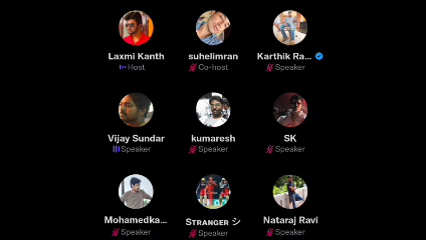 Laxmi Kanth suhelimran Karthik Ra...
Host Co-host Speaker
Vijay Sundar kumaresh SK
Speaker Speaker Speaker
Mohamedka... Sᴛʀᴀɴɢᴇʀ シ Nataraj Ravi
Speaker Speaker Speaker